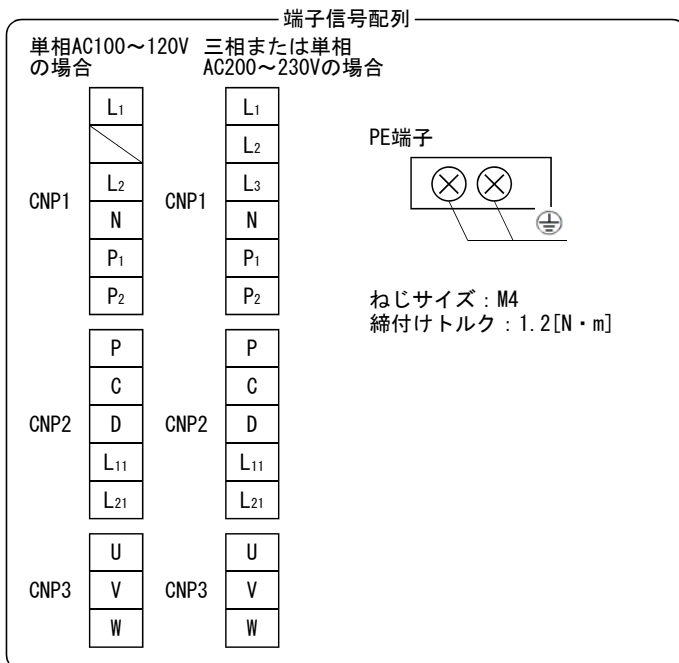 端子信号配列
単相AC100～120V
の場合
三相または単相
AC200～230Vの場合
CNP1
L1
L2
N
P1
P2
CNP1
L1
L2
L3
N
P1
P2
CNP2
P
C
D
L11
L21
CNP2
P
C
D
L11
L21
CNP3
U
V
W
CNP3
U
V
W
PE端子
ねじサイズ：M4
締付けトルク：1.2[N・m]